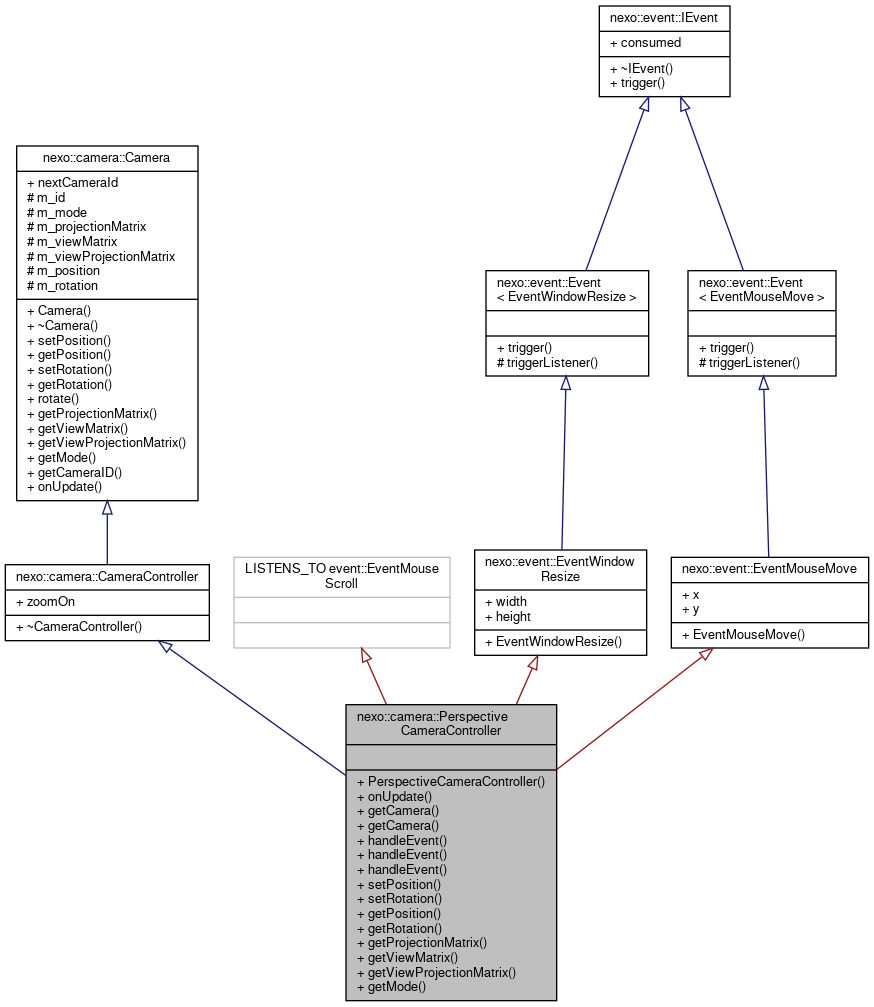 nexo::event::IEvent
+ consumed
+ ~IEvent()
+ trigger()
nexo::camera::Camera
+ nextCameraId
# m_id
# m_mode
# m_projectionMatrix
# m_viewMatrix
# m_viewProjectionMatrix
# m_position
# m_rotation
+ Camera()
+ ~Camera()
+ setPosition()
+ getPosition()
+ setRotation()
+ getRotation()
+ rotate()
+ getProjectionMatrix()
+ getViewMatrix()
+ getViewProjectionMatrix()
+ getMode()
+ getCameraID()
+ onUpdate()
nexo::event::Event
< EventWindowResize >
+ trigger()
# triggerListener()
nexo::event::Event
< EventMouseMove >
+ trigger()
# triggerListener()
nexo::camera::CameraController
+ zoomOn
+ ~CameraController()
LISTENS_TO event::EventMouse
Scroll
nexo::event::EventWindow
Resize
+ width
+ height
+ EventWindowResize()
nexo::event::EventMouseMove
+ x
+ y
+ EventMouseMove()
nexo::camera::Perspective
CameraController
+ PerspectiveCameraController()
+ onUpdate()
+ getCamera()
+ getCamera()
+ handleEvent()
+ handleEvent()
+ handleEvent()
+ setPosition()
+ setRotation()
+ getPosition()
+ getRotation()
+ getProjectionMatrix()
+ getViewMatrix()
+ getViewProjectionMatrix()
+ getMode()